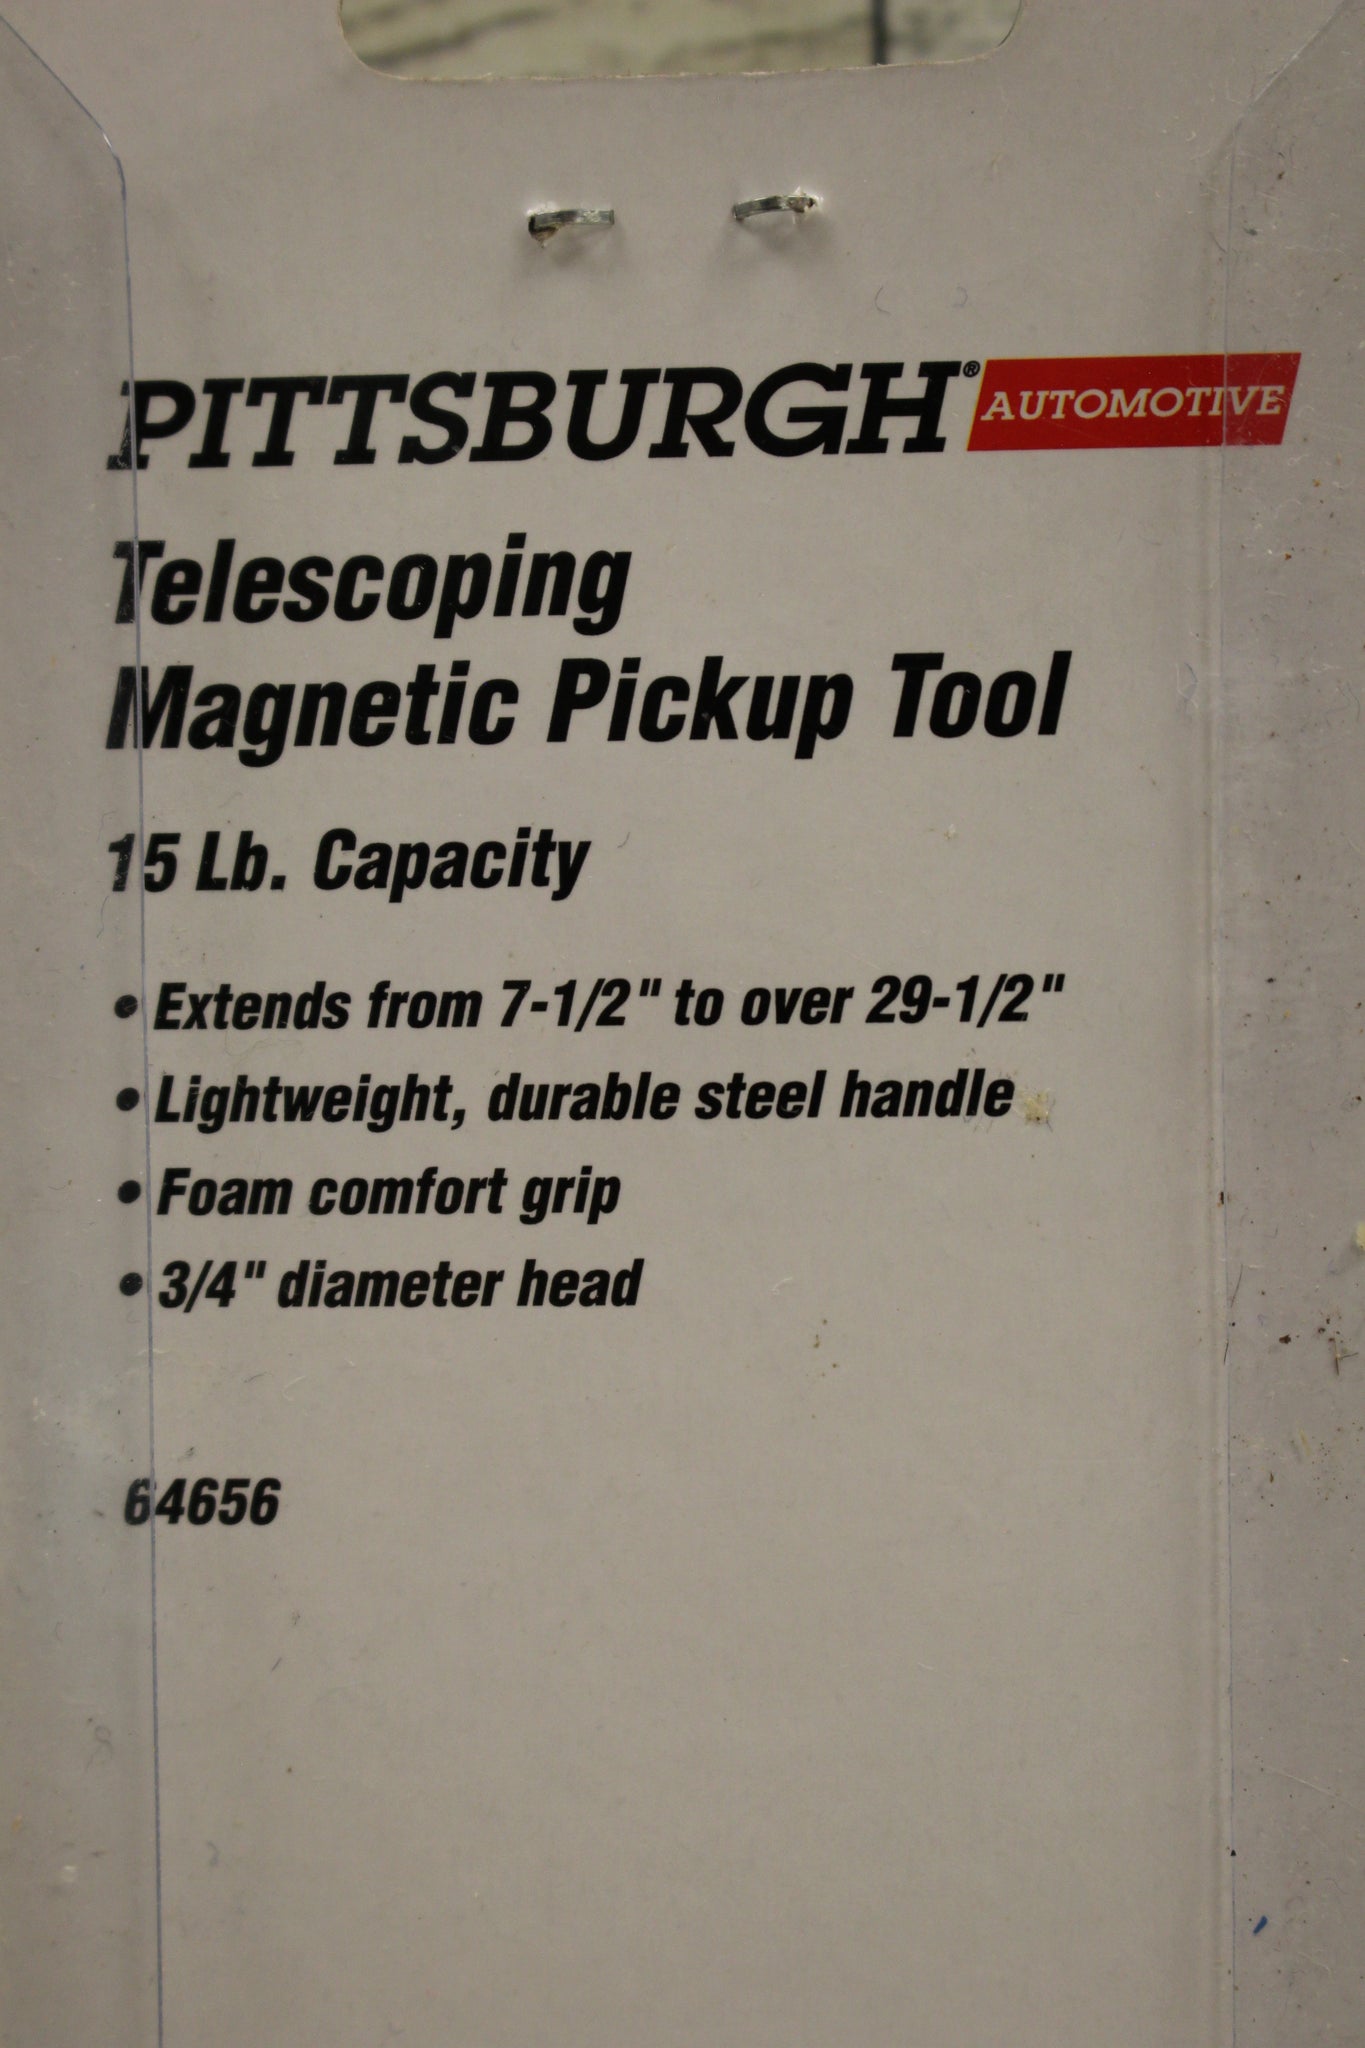 PITTSBURGH® AUTOMOTIVE
Telescoping
Magnetic Pickup Tool
15 Lb. Capacity
• Extends from 7-1/2" to over 29-1/2"
• Lightweight, durable steel handle
• Foam comfort grip
• 3/4" diameter head
64656